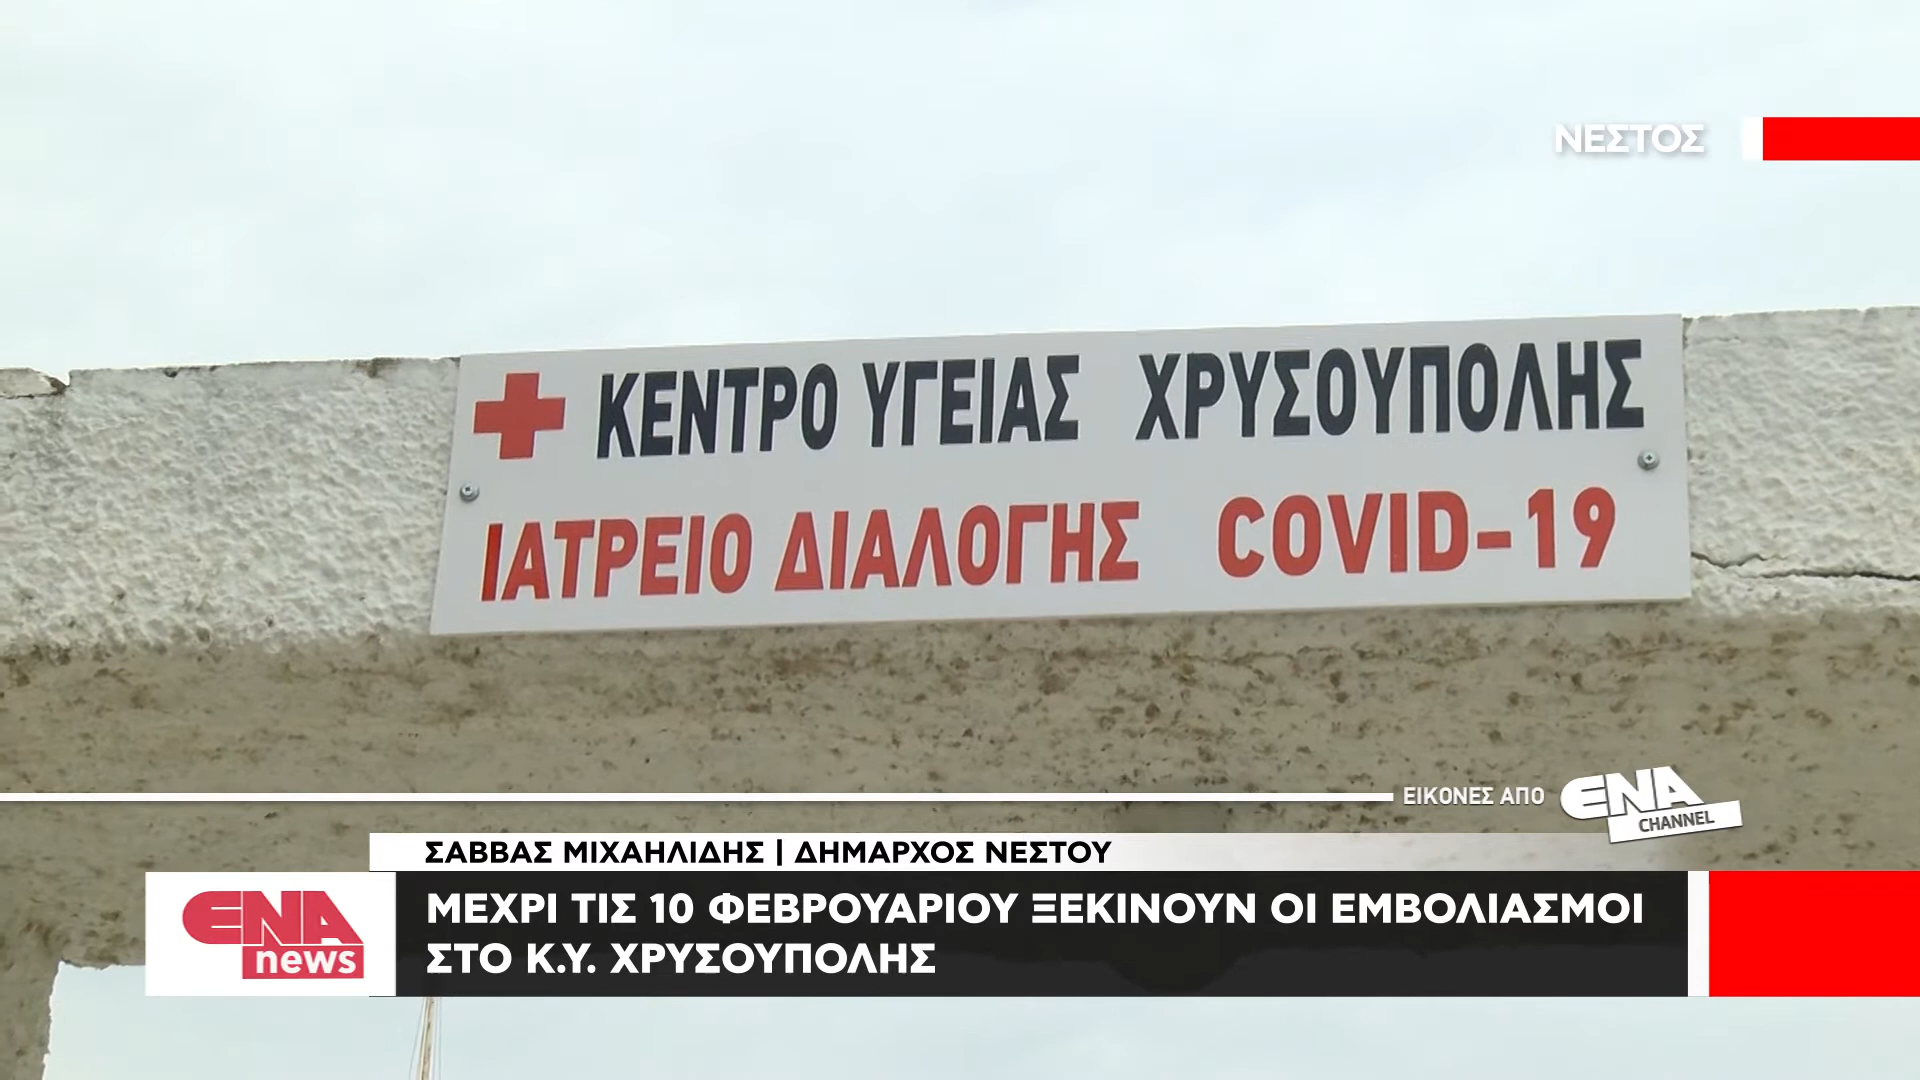 ΝΕΣΤΟΣ
ΚΕΝΤΡΟ ΥΓΕΙΑΣ ΧΡΥΣΟΥΠΟΛΗΣ
ΙΑΤΡΕΙΟ ΔΙΑΛΟΓΗΣ COVID-19
ΕΙΚΟΝΕΣ ΑΠΟ ENA CHANNEL
ΣΑΒΒΑΣ ΜΙΧΑΗΛΙΔΗΣ | ΔΗΜΑΡΧΟΣ ΝΕΣΤΟΥ
ENA news
ΜΕΧΡΙ ΤΙΣ 10 ΦΕΒΡΟΥΑΡΙΟΥ ΞΕΚΙΝΟΥΝ ΟΙ ΕΜΒΟΛΙΑΣΜΟΙ
ΣΤΟ Κ.Υ. ΧΡΥΣΟΥΠΟΛΗΣ